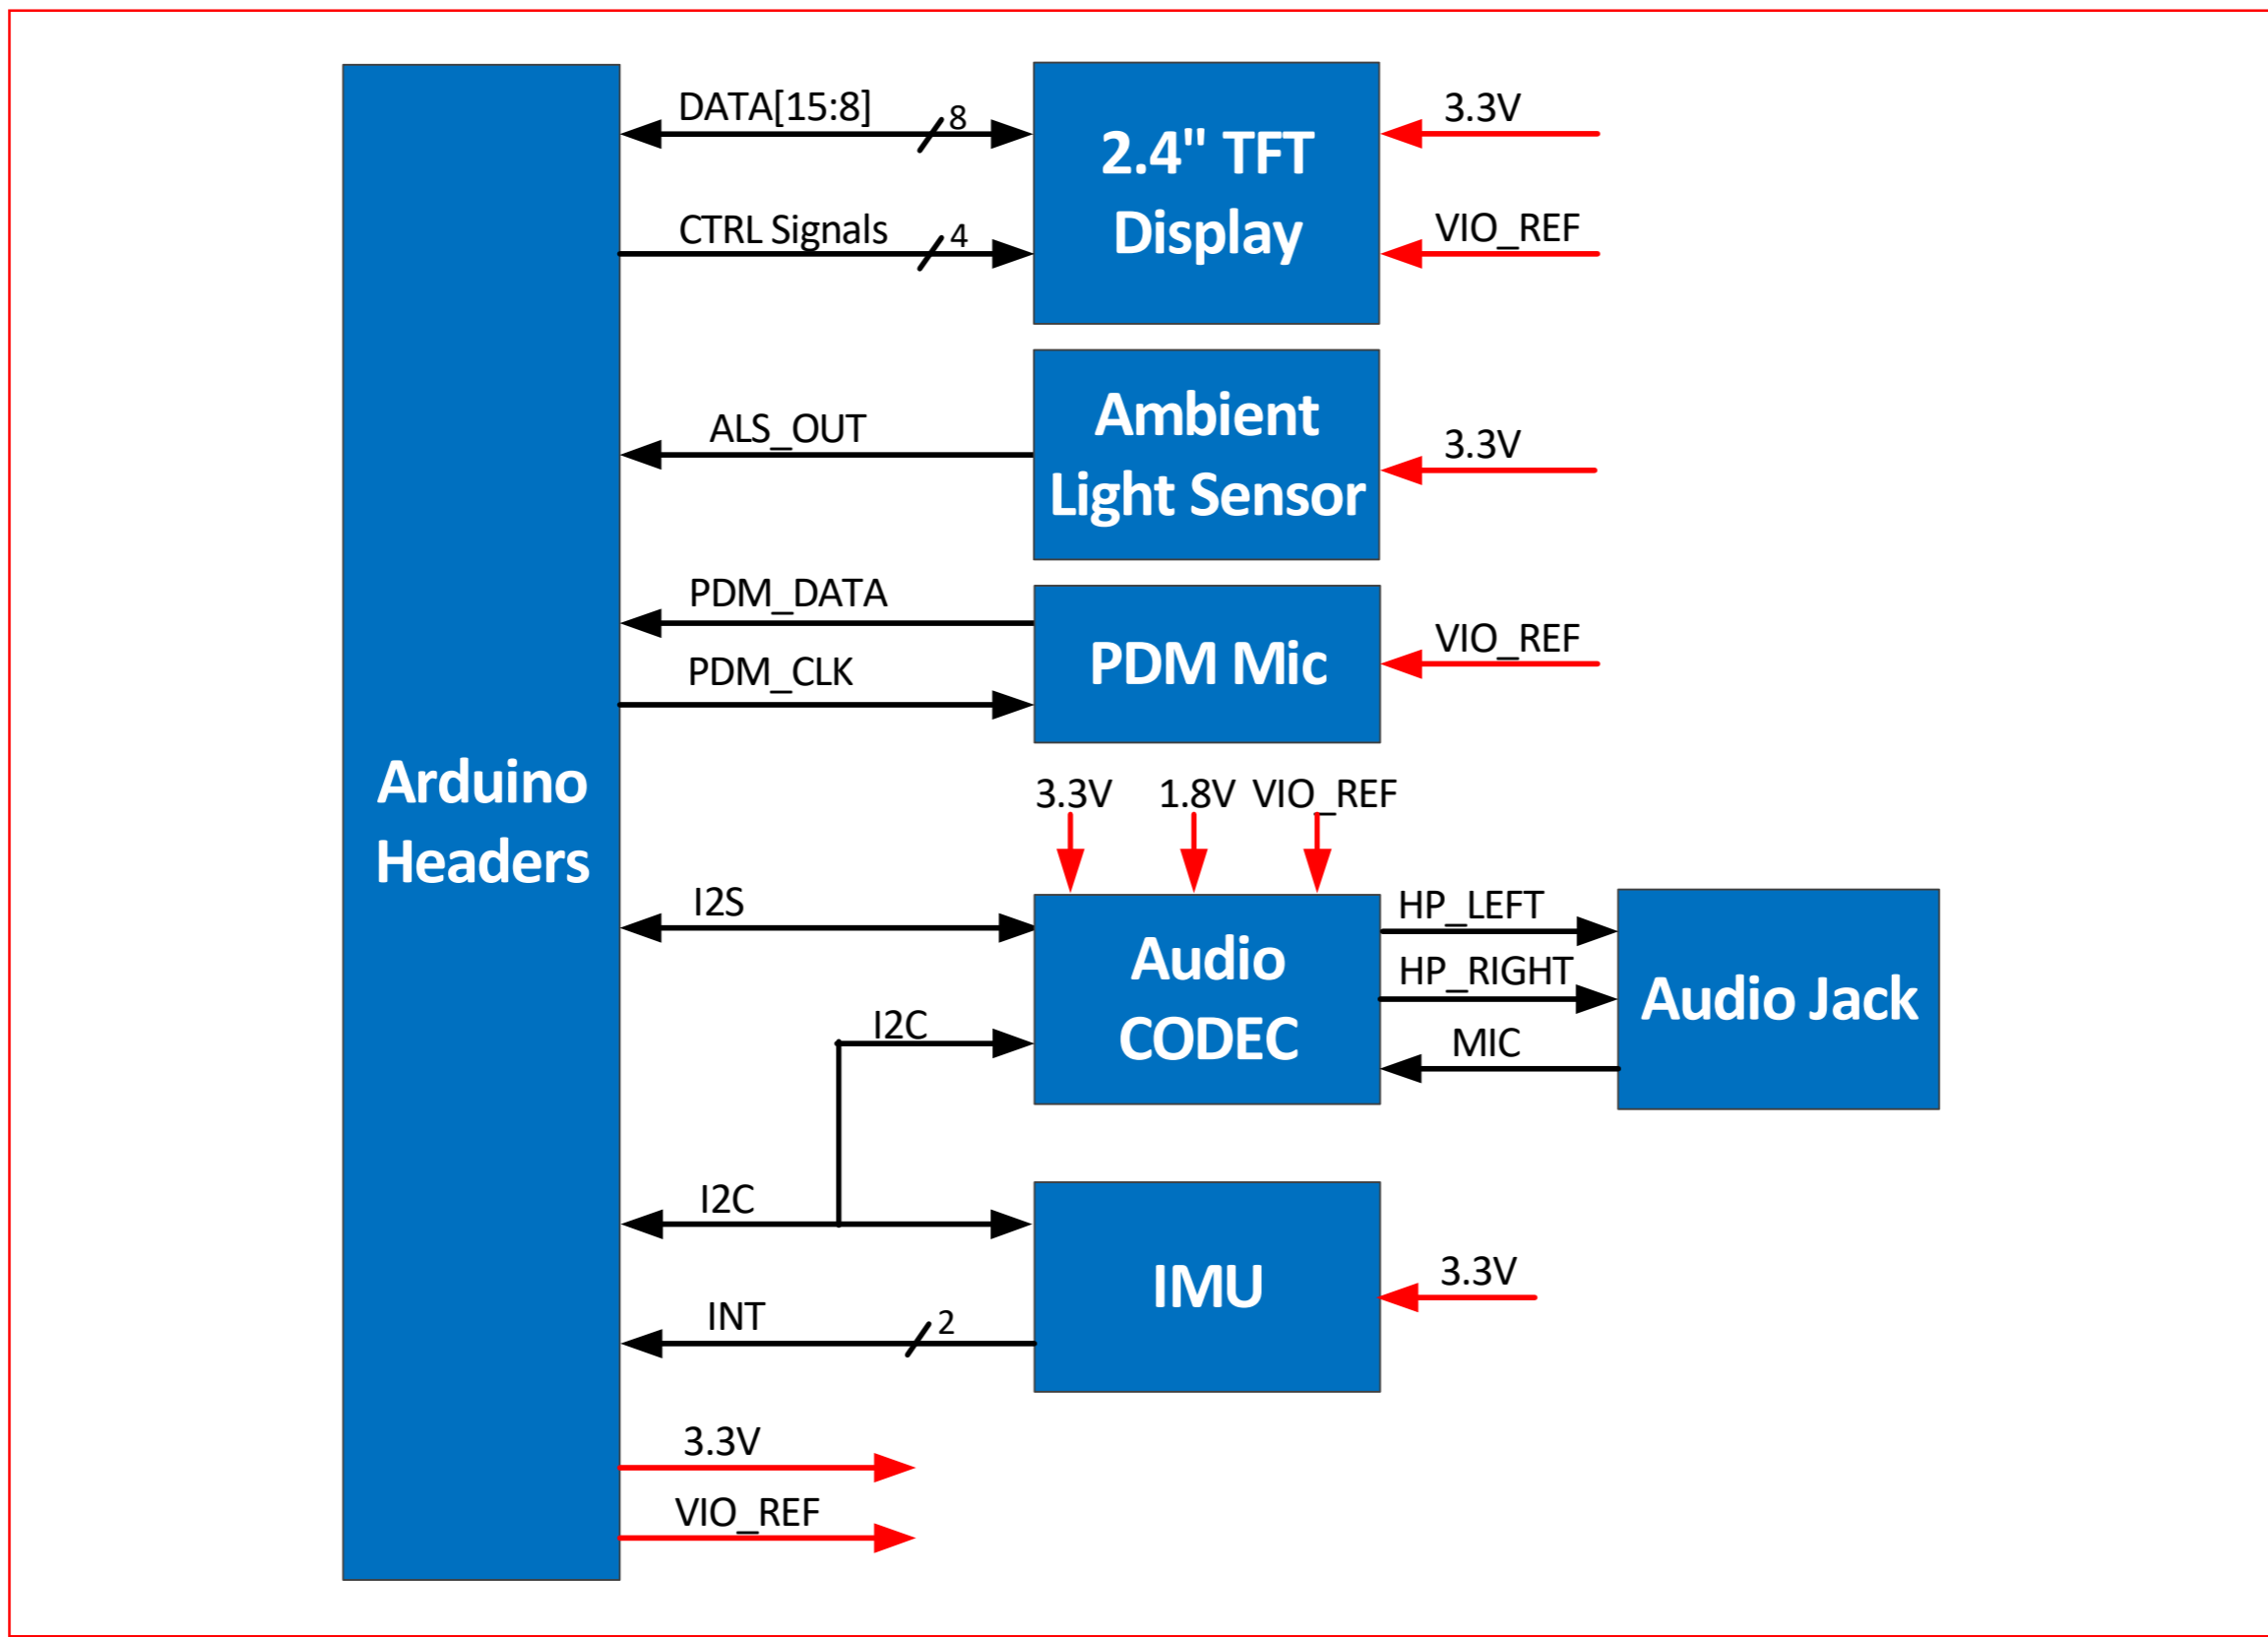 DATA[15:8]
8
2.4" TFT
Display
3.3V
CTRL Signals
4
VIO_REF
ALS_OUT
Ambient
Light Sensor
3.3V
PDM_DATA
PDM_CLK
PDM Mic
VIO_REF
Arduino
Headers
3.3V
1.8V
VIO_REF
I2S
Audio
CODEC
I2C
HP_LEFT
HP_RIGHT
MIC
Audio Jack
I2C
IMU
3.3V
INT
2
3.3V
VIO_REF